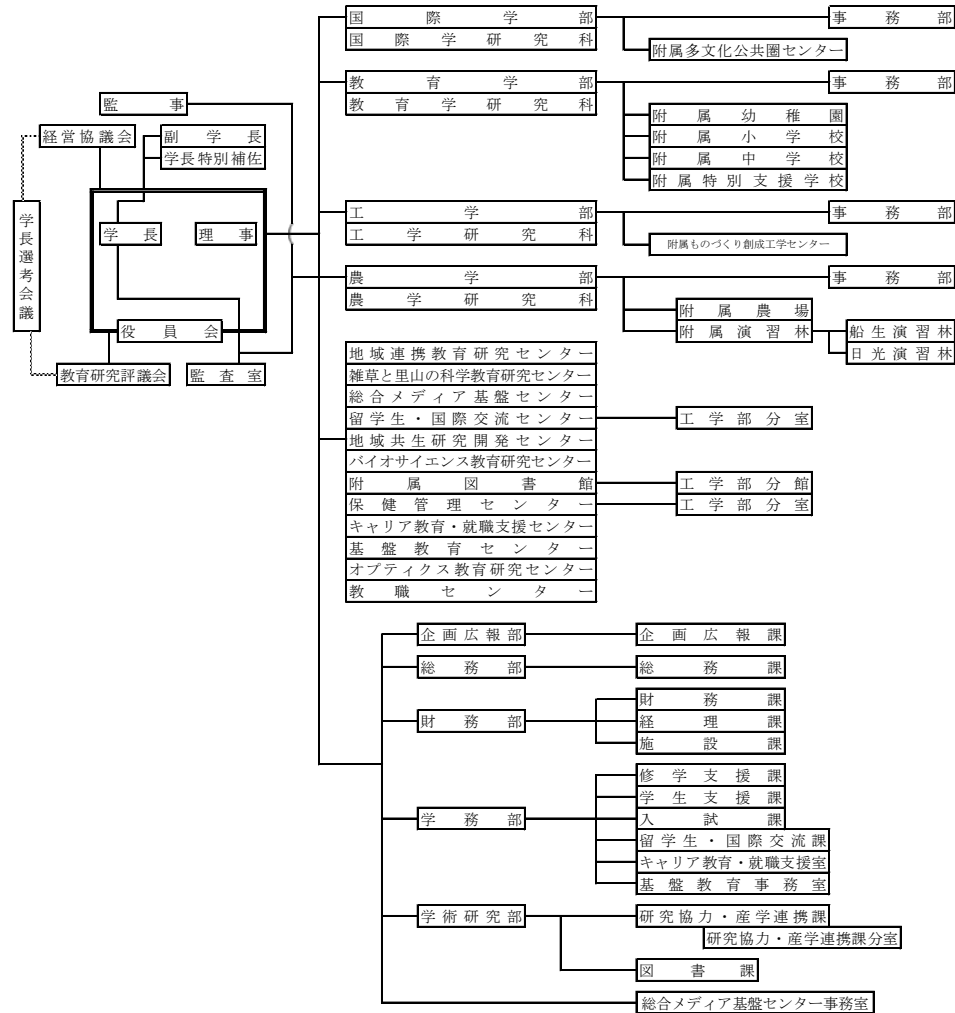 国際学部
国際学研究科
事務部
附属多文化公共圏センター
教育学部
教育学研究科
事務部
附属幼稚園
附属小学校
附属中学校
附属特別支援学校
監事
経営協議会
副学長
学長特別補佐
学長選考会議
学長
理事
役員会
教育研究評議会
監査室
工学部
工学研究科
事務部
附属ものづくり創成工学センター
農学部
農学研究科
事務部
附属農場
附属演習林
船生演習林
日光演習林
地域連携教育研究センター
雑草と里山の科学教育研究センター
総合メディア基盤センター
留学生・国際交流センター
工学部分室
地域共生研究開発センター
バイオサイエンス教育研究センター
附属図書館
工学部分館
保健管理センター
工学部分室
キャリア教育・就職支援センター
基盤教育センター
オプティクス教育研究センター
教職センター
企画広報部
企画広報課
総務部
総務課
財務部
財務課
経理課
施設課
学務部
修学支援課
学生支援課
入試課
留学生・国際交流課
キャリア教育・就職支援室
基盤教育事務室
学術研究部
研究協力・産学連携課
研究協力・産学連携課分室
図書課
総合メディア基盤センター事務室